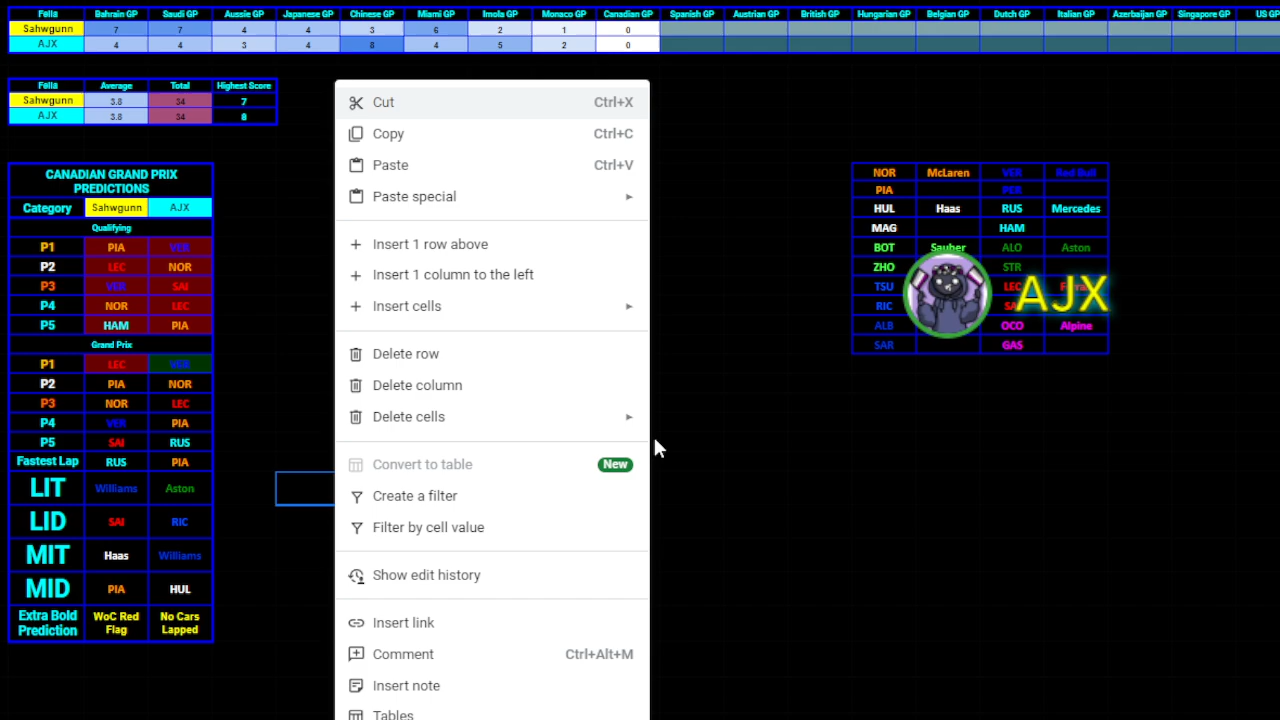 Fella Bahrain GP Saudi GP Aussie GP Japanese GP Chinese GP Miami GP Imola GP Monaco GP Canadian GP Spanish GP Austrian GP British GP Hungarian GP Belgian GP Dutch GP Italian GP Azerbaijan GP Singapore GP US GP
Sahwgunn 7 7 4 4 3 6 2 1 0
AJX 4 4 3 4 8 4 5 2 0
Fella Average Total Highest Score
Sahwgunn 3.8 34 7
AJX 3.8 34 8
CANADIAN GRAND PRIX
PREDICTIONS
Category Sahwgunn AJX
Qualifying
P1 PIA VER
P2 LEC NOR
P3 VER SAI
P4 NOR LEC
P5 HAM PIA
Grand Prix
P1 LEC VER
P2 PIA NOR
P3 NOR LEC
P4 VER PIA
P5 SAI RUS
Fastest Lap RUS PIA
LIT Williams Aston
LID SAI RIC
MIT Haas Williams
MID PIA HUL
Extra Bold Prediction WoC Red Flag No Cars Lapped
Cut Ctrl+X
Copy Ctrl+C
Paste Ctrl+V
Paste special
Insert 1 row above
Insert 1 column to the left
Insert cells
Delete row
Delete column
Delete cells
Convert to table New
Create a filter
Filter by cell value
Show edit history
Insert link
Comment Ctrl+Alt+M
Insert note
Tables
NOR McLaren VER Red Bull
PIA PER
HUL Haas RUS Mercedes
MAG HAM
BOT Sauber ALO Aston
ZHO STR
TSU LEC
RIC
ALB OCO Alpine
SAR GAS
AJX